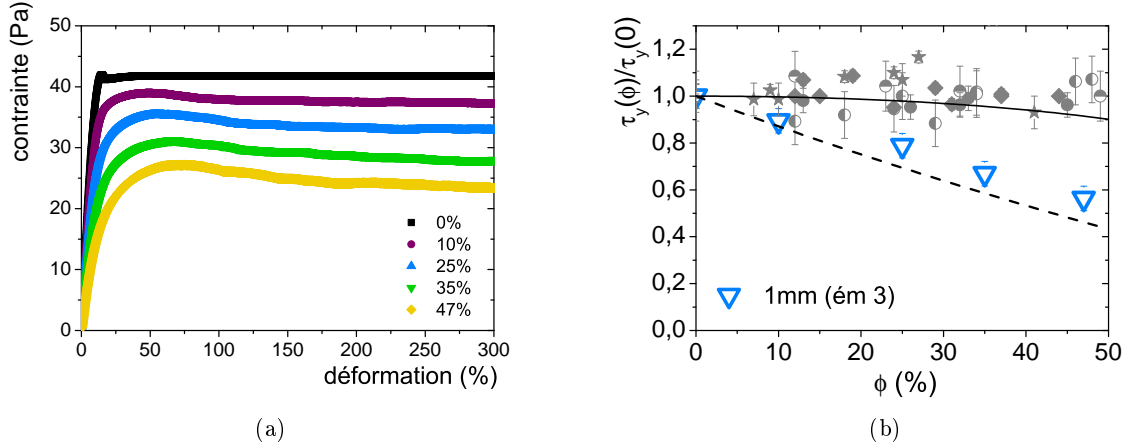 50
40
30
20
10
0
contrainte (Pa)
0%
10%
25%
35%
47%
0 50 100 150 200 250 300
déformation (%)
(a)
1,2
1,0
0,8
0,6
0,4
0,2
0,0
τy(ϕ)/τy(0)
1mm (ém 3)
0 10 20 30 40 50
ϕ (%)
(b)